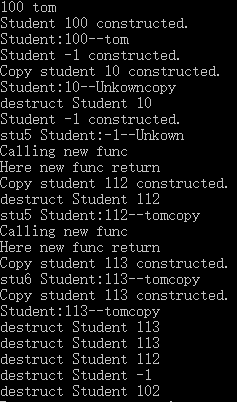 100 tom
Student 100 constructed.
Student:100--tom
Student -1 constructed.
Copy student 10 constructed.
Student:10--Unkowncopy
destruct Student 10
Student -1 constructed.
stu5 Student:-1--Unkown
Calling new func
Here new func return
Copy student 112 constructed.
destruct Student 112
stu5 Student:112--tomcopy
Calling new func
Here new func return
Copy student 113 constructed.
stu6 Student:113--tomcopy
Copy student 113 constructed.
Student:113--tomcopy
destruct Student 113
destruct Student 113
destruct Student 112
destruct Student -1
destruct Student 102